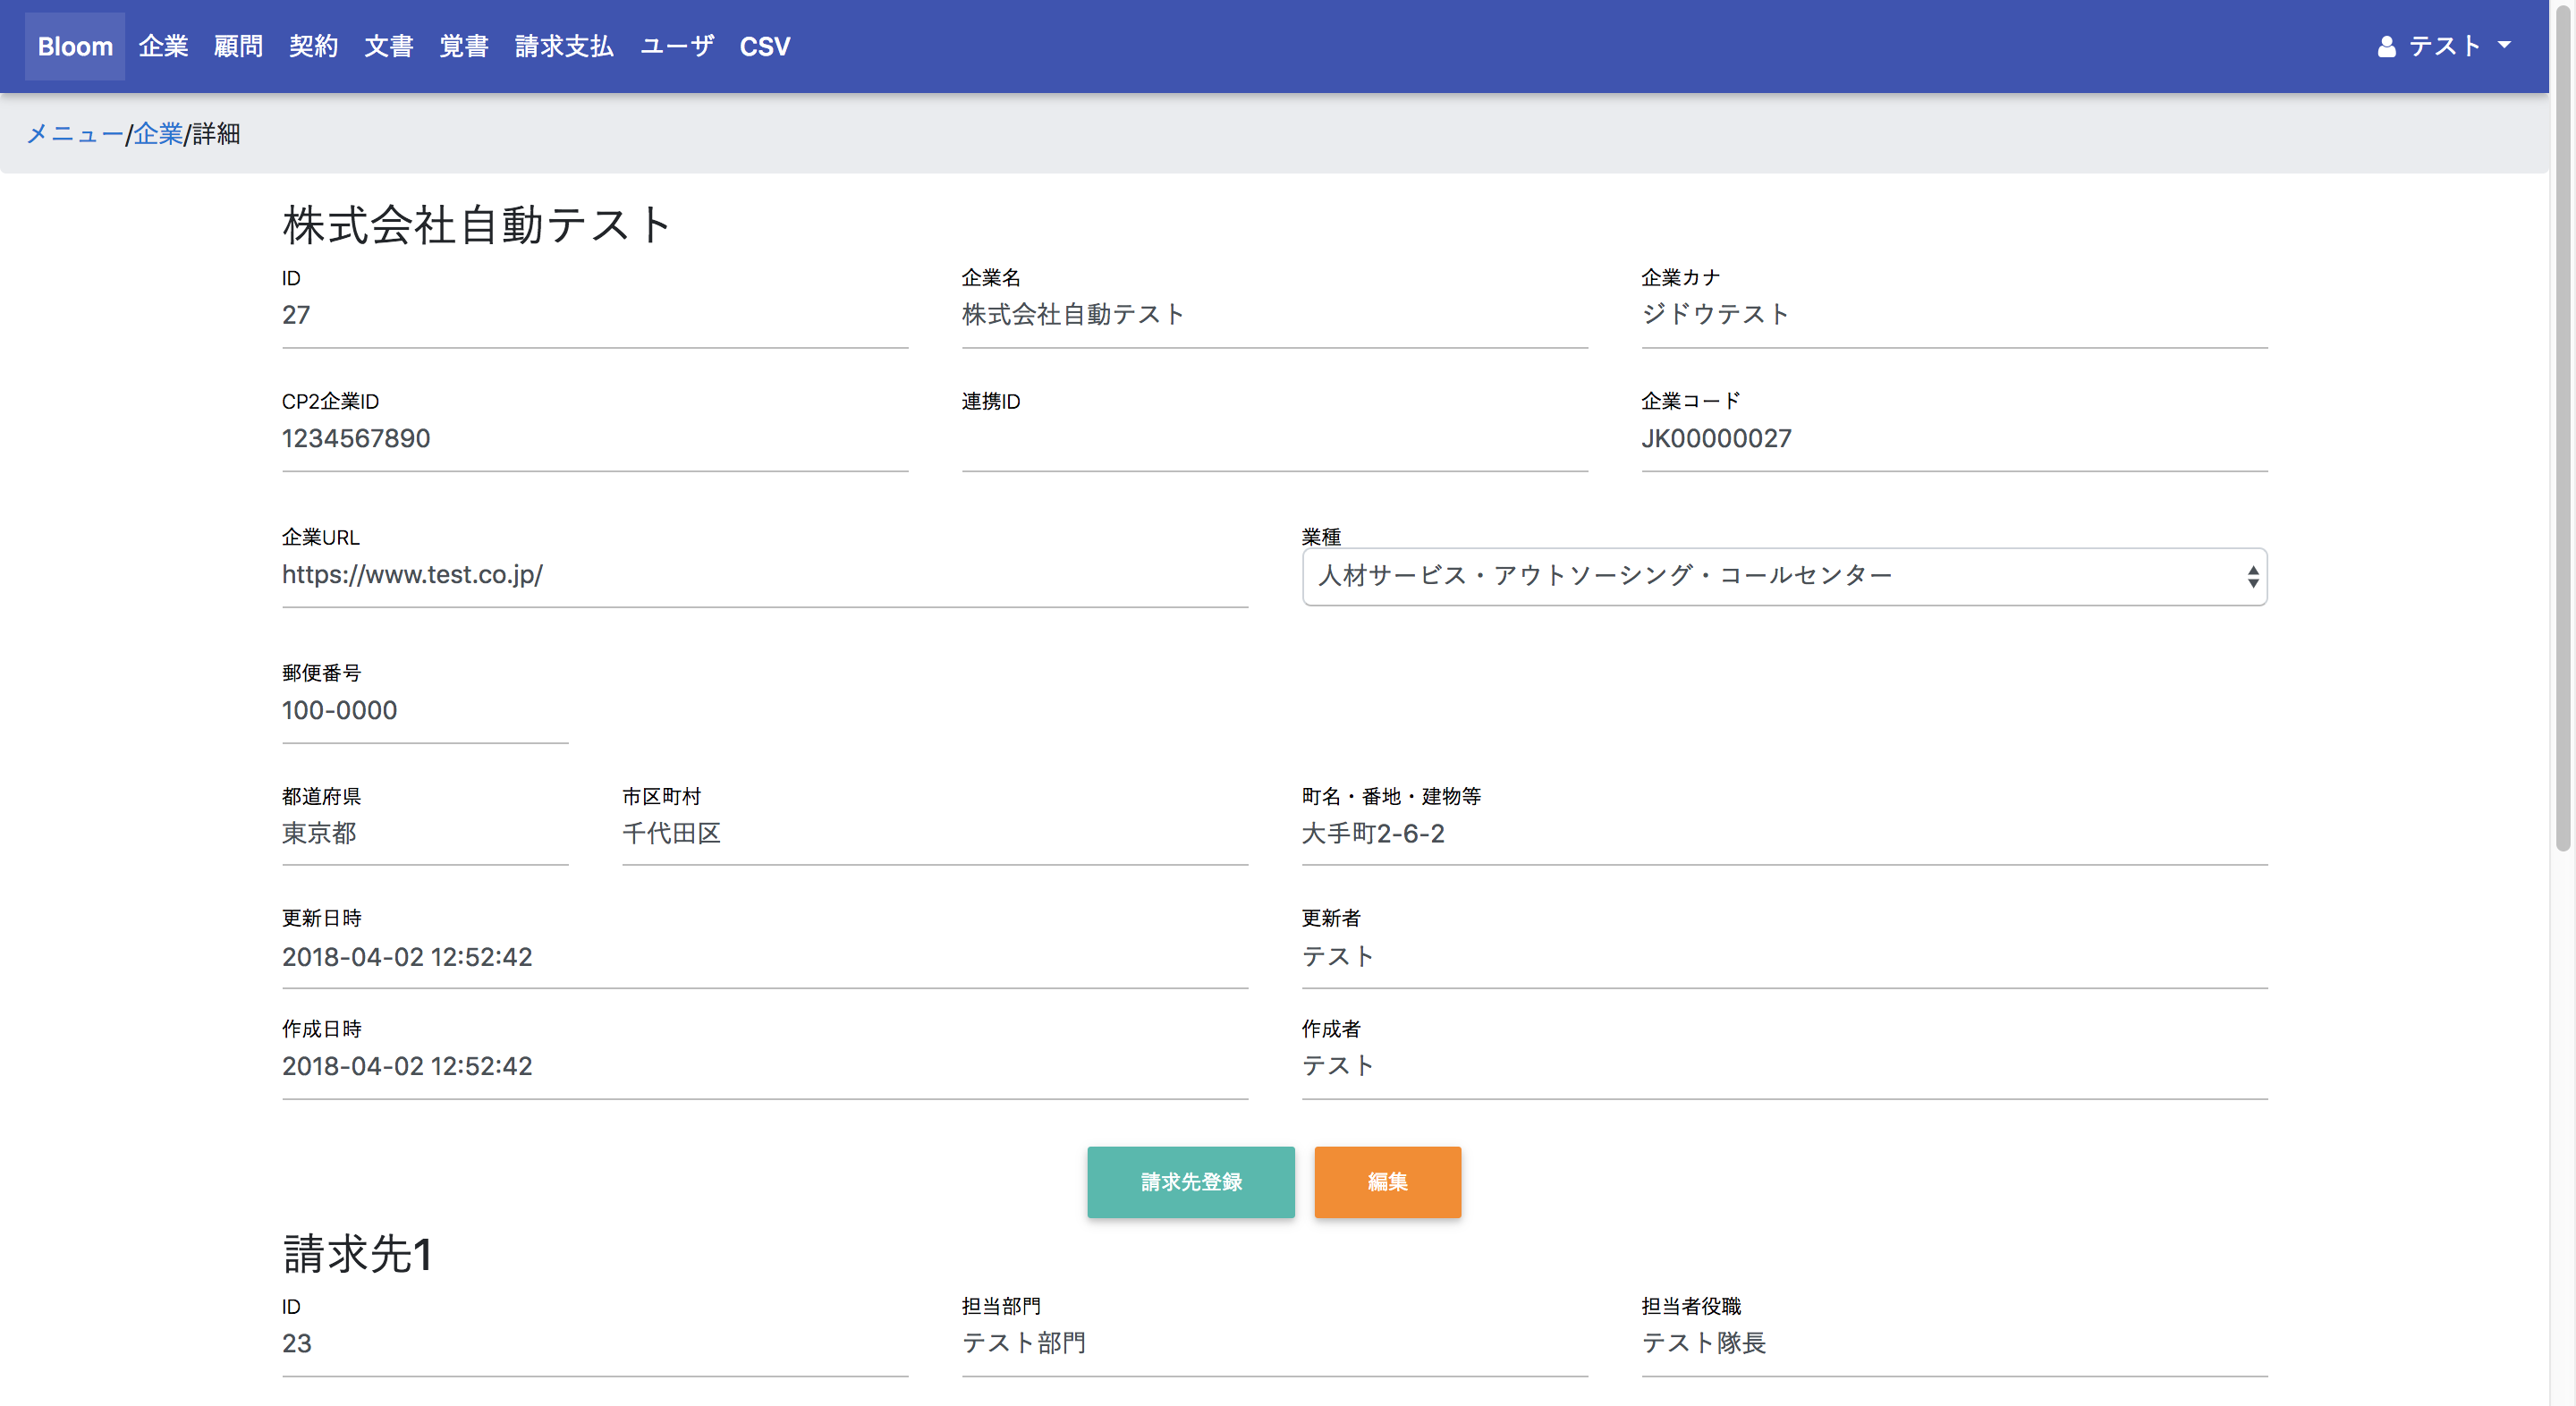 Bloom 企業 顧問 契約 文書 覚書 請求支払 ユーザ CSV テスト
メニュー/企業/詳細
株式会社自動テスト
ID 企業名 企業カナ
27 株式会社自動テスト ジドウテスト
CP2企業ID 連携ID 企業コード
1234567890 JK00000027
企業URL 業種
https://www.test.co.jp/ 人材サービス・アウトソーシング・コールセンター
郵便番号
100-0000
都道府県 市区町村 町名・番地・建物等
東京都 千代田区 大手町2-6-2
更新日時 更新者
2018-04-02 12:52:42 テスト
作成日時 作成者
2018-04-02 12:52:42 テスト
請求先登録 編集
請求先1
ID 担当部門 担当者役職
23 テスト部門 テスト隊長